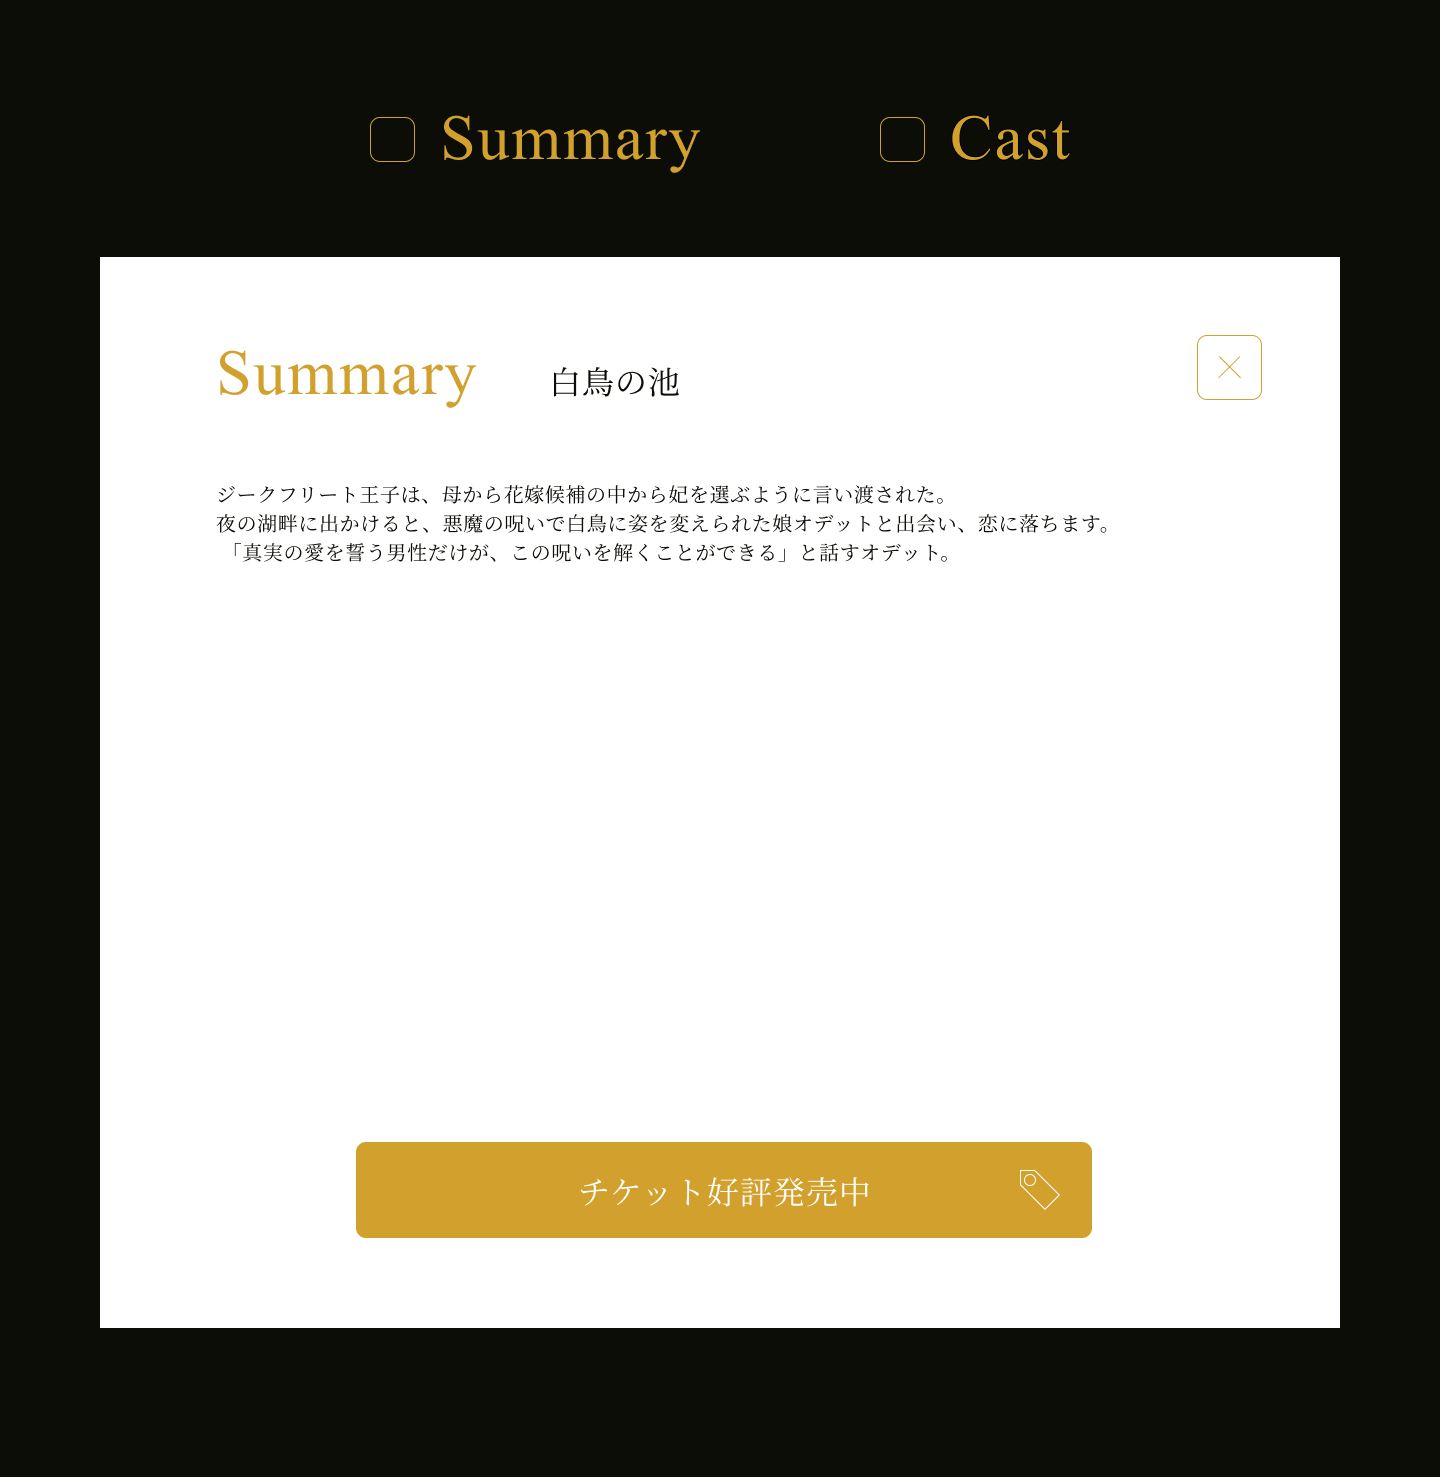 Summary
Cast
Summary
白鳥の池
ジークフリート王子は、母から花嫁候補の中から妃を選ぶように言い渡された。
夜の湖畔に出かけると、悪魔の呪いで白鳥に姿を変えられた娘オデットと出会い、恋に落ちます。
「真実の愛を誓う男性だけが、この呪いを解くことができる」と話すオデット。
チケット好評発売中